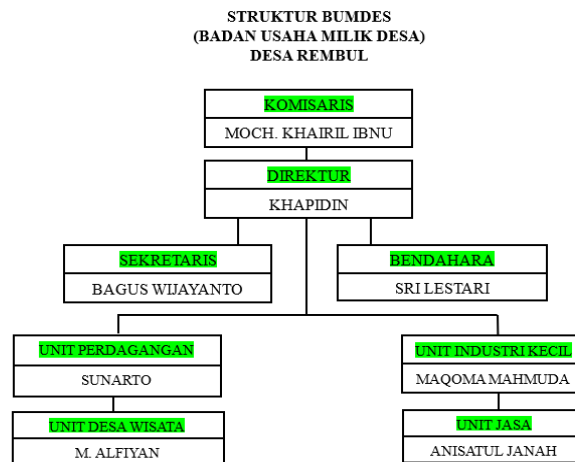 STRUKTUR BUMDES
(BADAN USAHA MILIK DESA)
DESA REMBUL
KOMISARIS
MOCH. KHAIRIL IBNU
DIREKTUR
KHAPIDIN
SEKRETARIS
BAGUS WIJAYANTO
BENDAHARA
SRI LESTARI
UNIT PERDAGANGAN
SUNARTO
UNIT INDUSTRI KECIL
MAQOMA MAHMUDA
UNIT DESA WISATA
M. ALFIYAN
UNIT JASA
ANISATUL JANAH